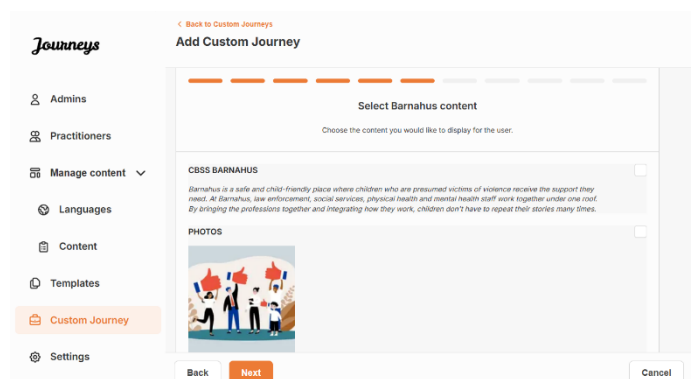 < Back to Custom Journeys
Journeys
Add Custom Journey
Admins
Practitioners
Manage content
Languages
Content
Templates
Custom Journey
Settings
Select Barnahus content
Choose the content you would like to display for the user.
CBSS BARNAHUS
Barnahus is a safe and child-friendly place where children who are presumed victims of violence receive the support they
need. At Barnahus, law enforcement, social services, physical health and mental health staff work together under one roof.
By bringing the professions together and integrating how they work, children don't have to repeat their stories many times.
PHOTOS
Back
Next
Cancel